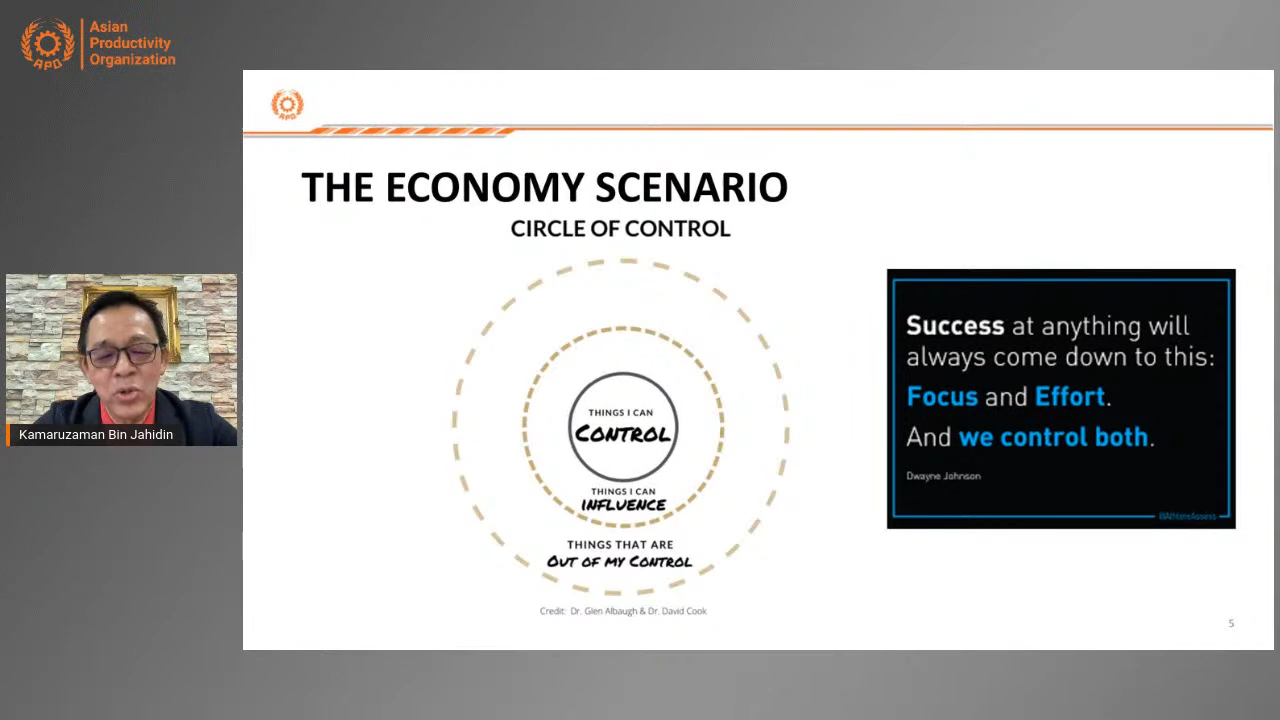 Asian
Productivity
Organization
APO
APO
THE ECONOMY SCENARIO
CIRCLE OF CONTROL
THINGS I CAN
CONTROL
THINGS I CAN
INFLUENCE
THINGS THAT ARE
OUT OF MY CONTROL
Credit: Dr. Glen Albaugh & Dr. David Cook
Success at anything will
always come down to this:
Focus and Effort.
And we control both.
Dwayne Johnson
5
Kamaruzaman Bin Jahidin